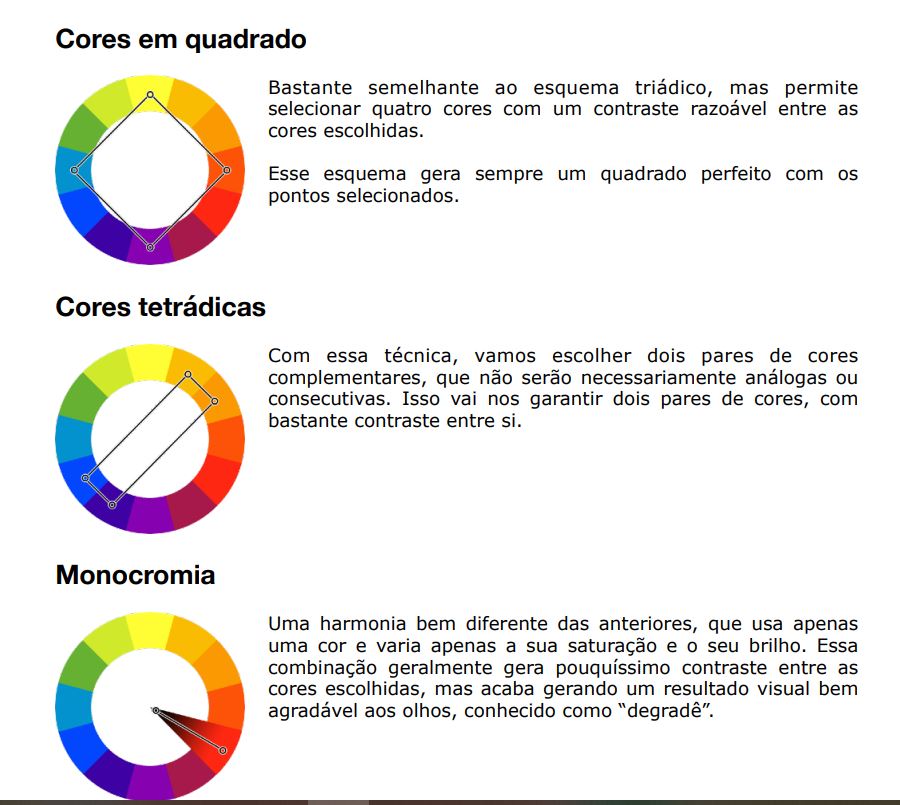 Cores em quadrado
Bastante semelhante ao esquema triádico, mas permite
selecionar quatro cores com um contraste razoável entre as
cores escolhidas.
Esse esquema gera sempre um quadrado perfeito com os
pontos selecionados.
Cores tetrádicas
Com essa técnica, vamos escolher dois pares de cores
complementares, que não serão necessariamente análogas ou
consecutivas. Isso vai nos garantir dois pares de cores, com
bastante contraste entre si.
Monocromia
Uma harmonia bem diferente das anteriores, que usa apenas
uma cor e varia apenas a sua saturação e o seu brilho. Essa
combinação geralmente gera pouquíssimo contraste entre as
cores escolhidas, mas acaba gerando um resultado visual bem
agradável aos olhos, conhecido como “degradê”.